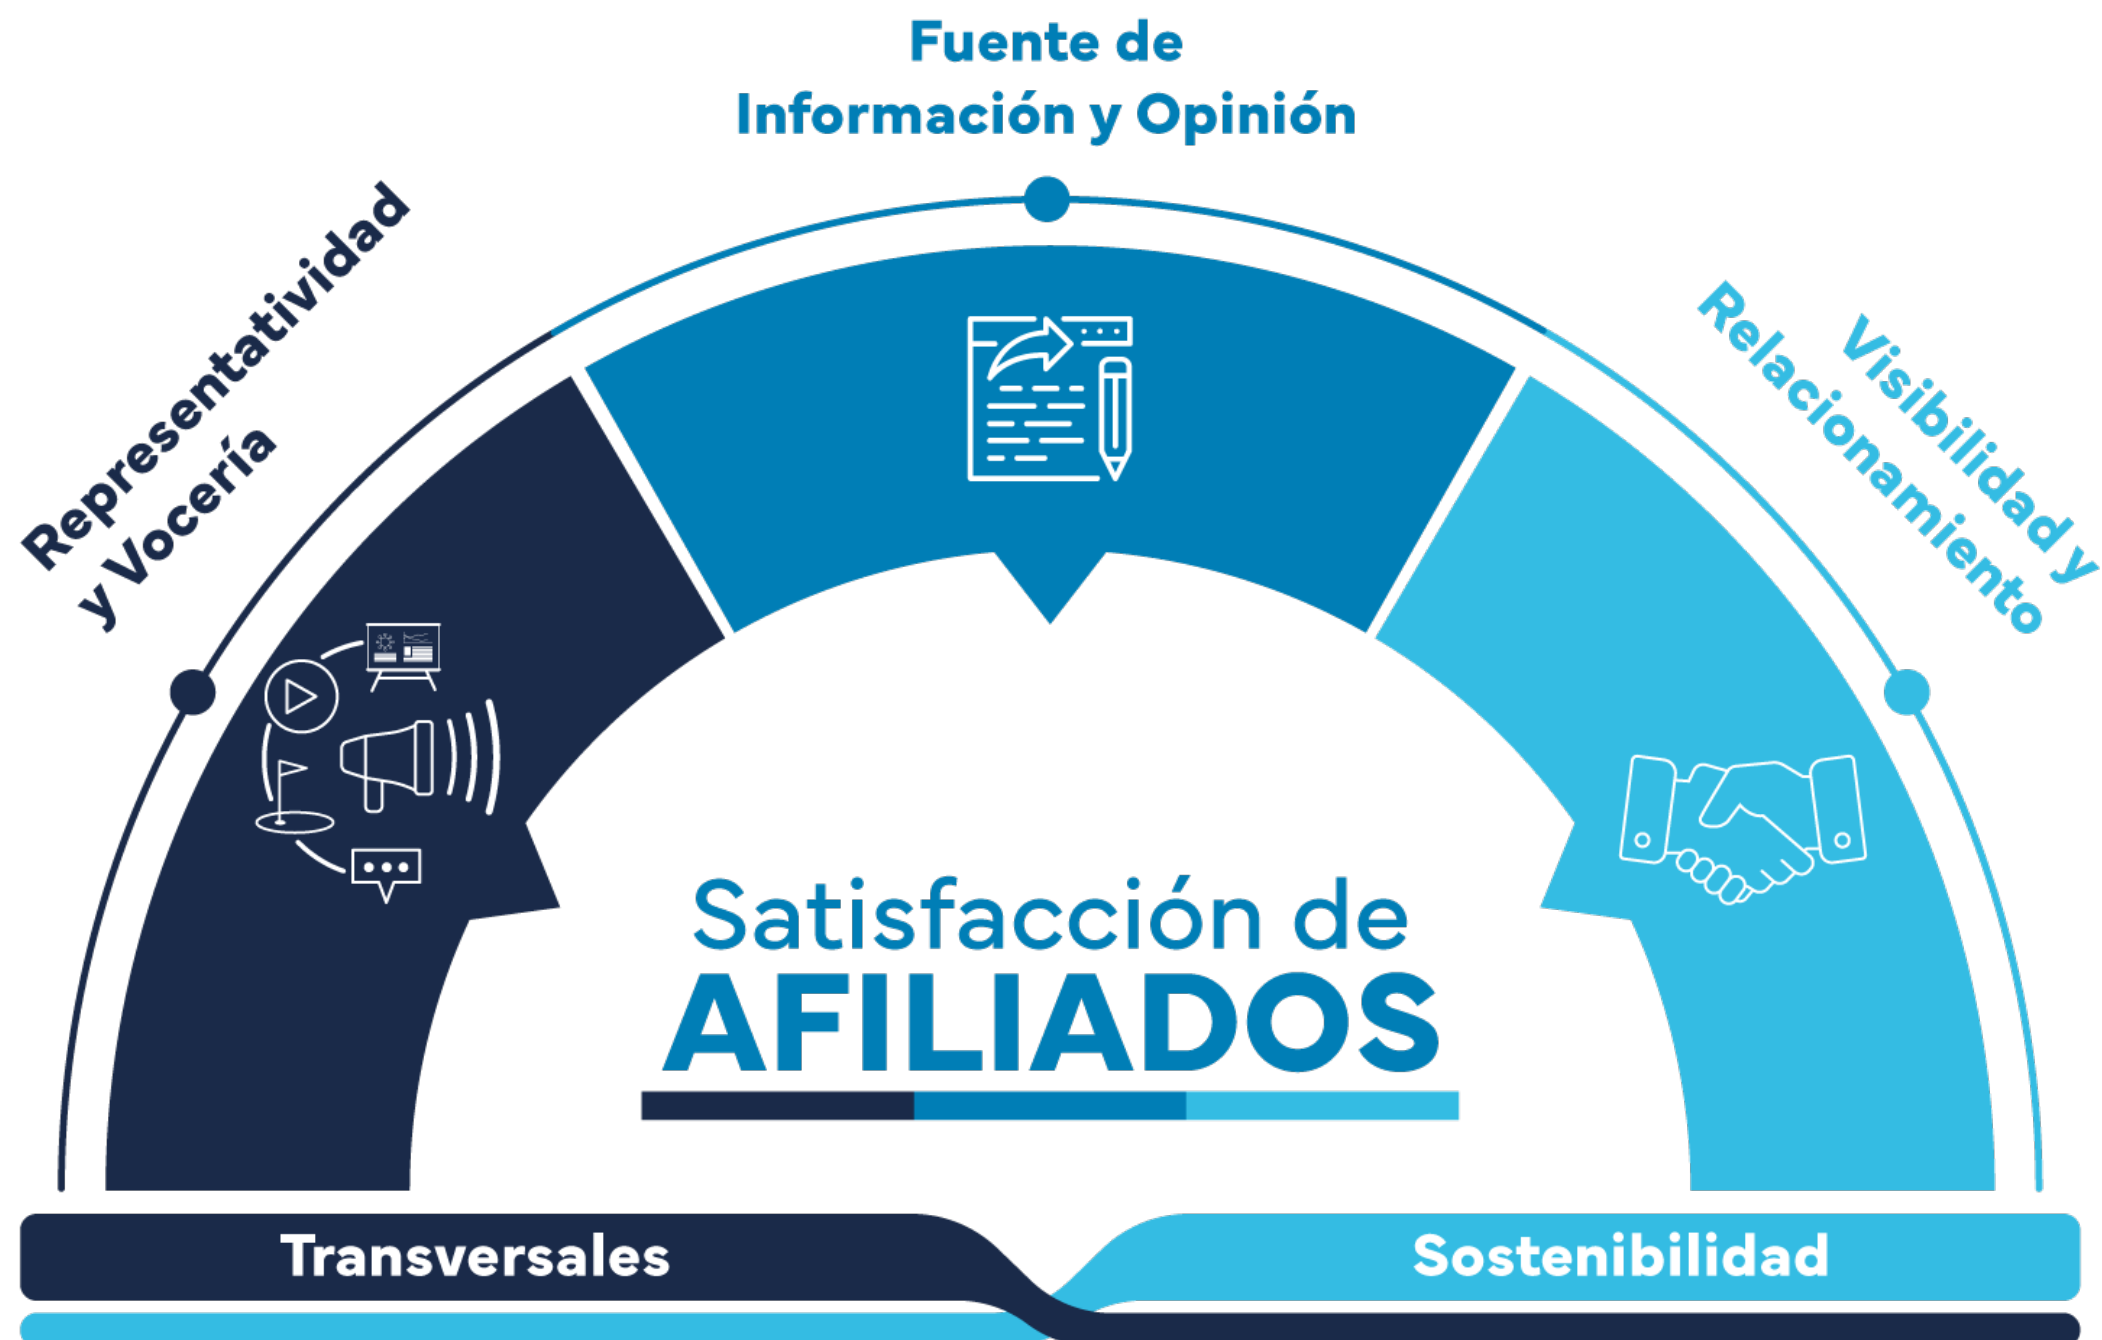 Fuente de
Información y Opinión
Representatividad
y Vocería
Visibilidad y
Relacionamiento
Satisfacción de
AFILIADOS
Transversales
Sostenibilidad